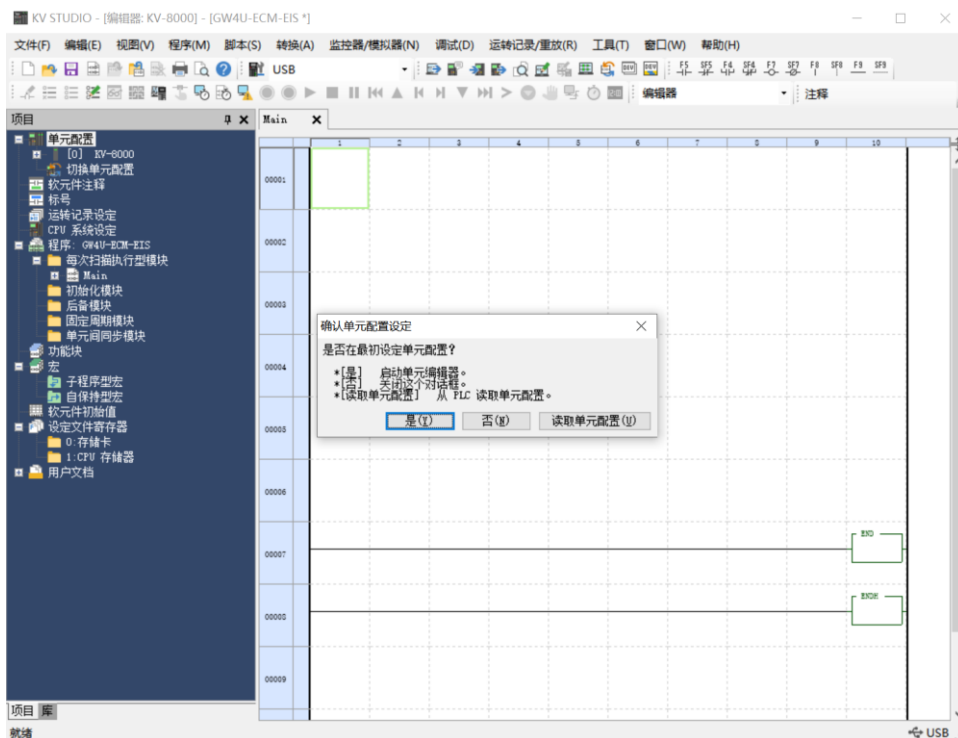 KV STUDIO - [编辑器: KV-8000] - [GW4U-ECM-EIS *]
文件(F) 编辑(E) 视图(V) 程序(M) 脚本(S) 转换(A) 监控器/模拟器(N) 调试(D) 运转记录/重放(R) 工具(T) 窗口(W) 帮助(H)
USB F5 SF5 F4 SF4 F7 SF7 F8 SF8 F9 SF9
编辑器 注释
项目 Main
1 2 3 4 5 6 7 8 9 10
单元配置
[0] KV-8000
切换单元配置
软元件注释
标号
运转记录设定
CPU 系统设定
程序: GW4U-ECM-EIS
每次扫描执行型模块
Main
初始化模块
后备模块
固定周期模块
单元间同步模块
功能块
宏
子程序型宏
自保持型宏
软元件初始值
设定文件寄存器
0:存储卡
1:CPU 存储器
用户文档
00001
00002
00003
00004
00005
00006
00007
00008
00009
确认单元配置设定
是否在最初设定单元配置?
*[是] 启动单元编辑器。
*[否] 关闭这个对话框。
*[读取单元配置] 从 PLC 读取单元配置。
是(Y) 否(N) 读取单元配置(U)
END
ENDH
项目 库
就绪 USB